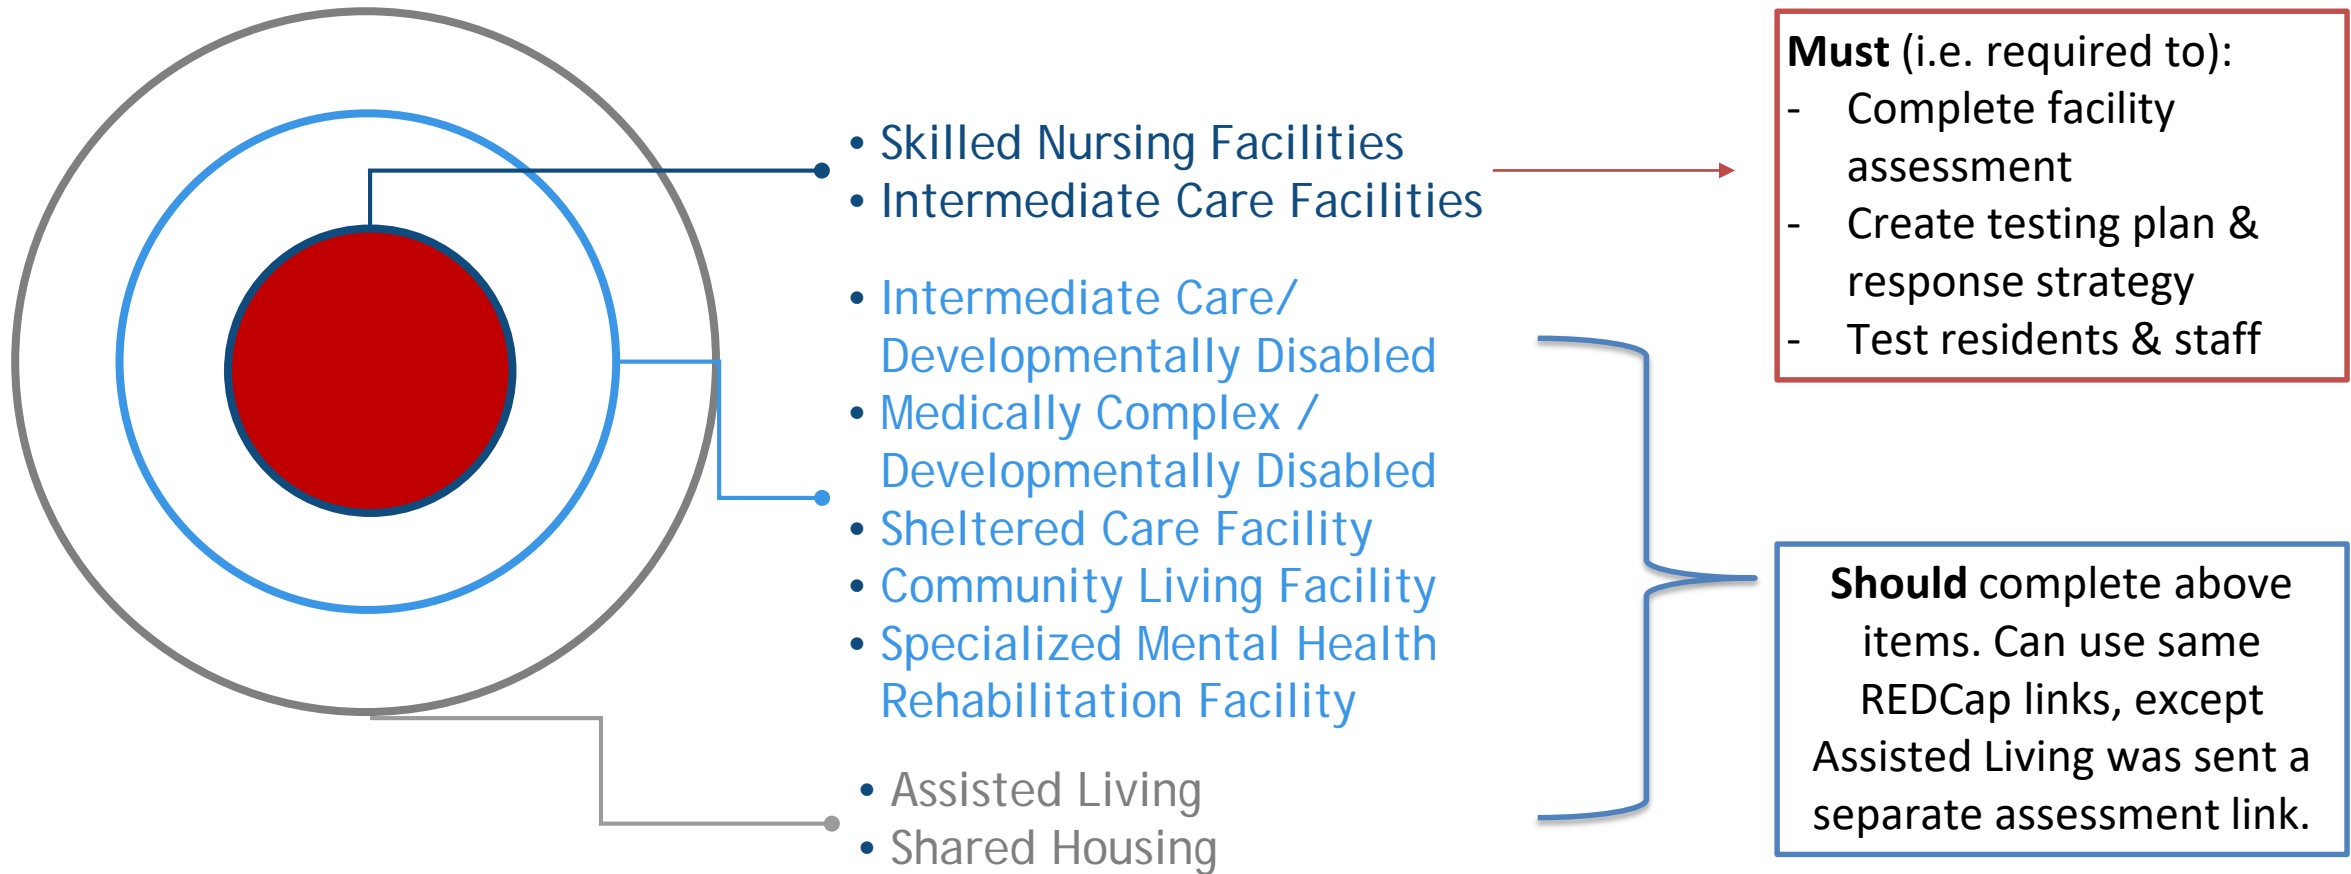 • Skilled Nursing Facilities
• Intermediate Care Facilities
• Intermediate Care/
Developmentally Disabled
• Medically Complex /
Developmentally Disabled
• Sheltered Care Facility
• Community Living Facility
• Specialized Mental Health
Rehabilitation Facility
• Assisted Living
• Shared Housing
Must (i.e. required to):
- Complete facility
assessment
- Create testing plan &
response strategy
- Test residents & staff
Should complete above
items. Can use same
REDCap links, except
Assisted Living was sent a
separate assessment link.